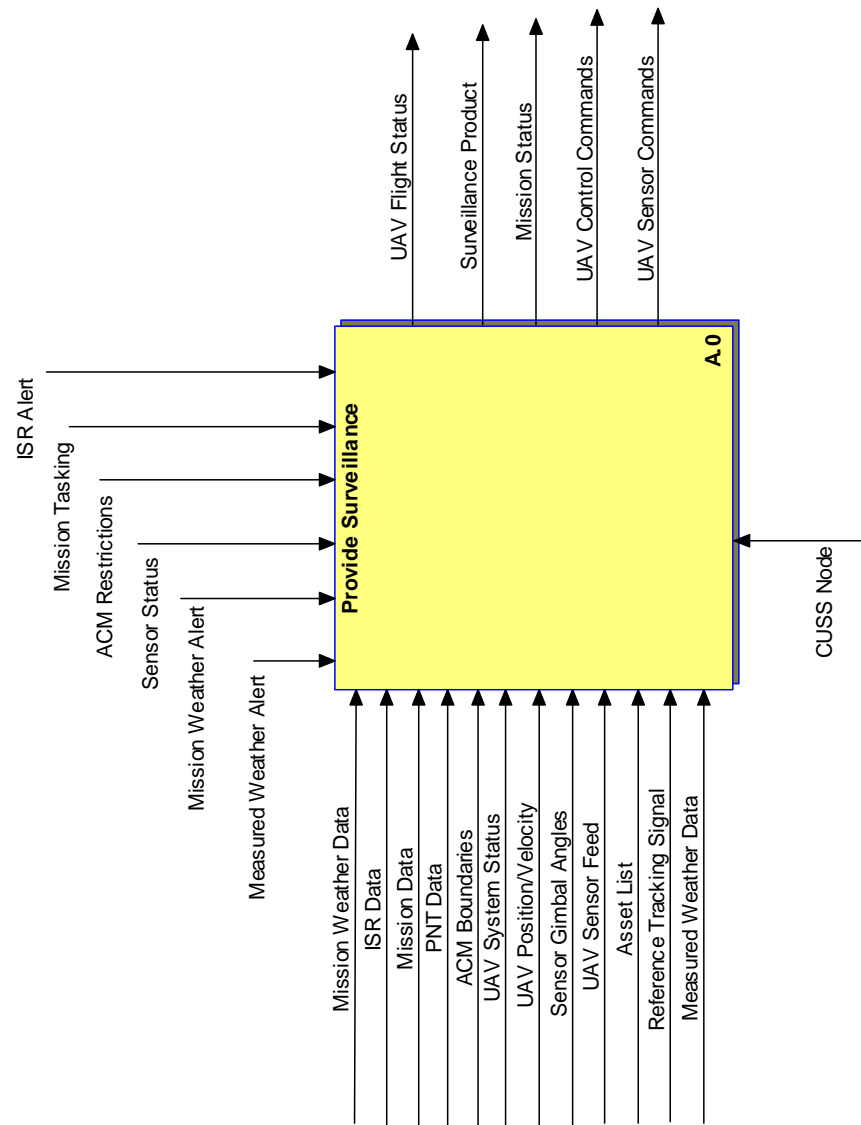 ISR Alert
Mission Tasking
ACM Restrictions
Sensor Status
Mission Weather Alert
Measured Weather Alert
Mission Weather Data
ISR Data
Mission Data
PNT Data
ACM Boundaries
UAV System Status
UAV Position/Velocity
Sensor Gimbal Angles
UAV Sensor Feed
Asset List
Reference Tracking Signal
Measured Weather Data
Provide Surveillance
A.0
UAV Flight Status
Surveillance Product
Mission Status
UAV Control Commands
UAV Sensor Commands
CUSS Node